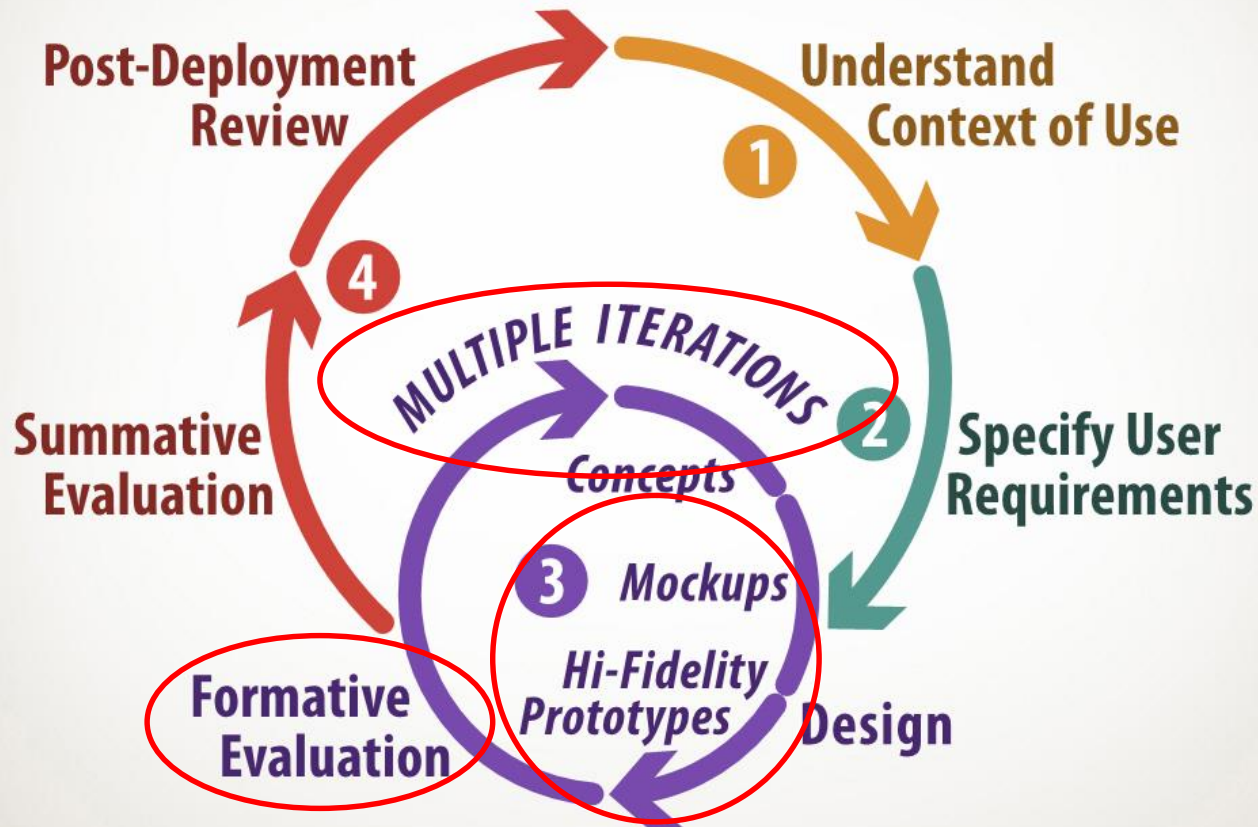 Post-Deployment
Review
Understand
Context of Use
1
4
MULTIPLE ITERATIONS
2
Summative
Evaluation
Specify User
Requirements
Concepts
3
Mockups
Hi-Fidelity
Prototypes
Formative
Evaluation
Design